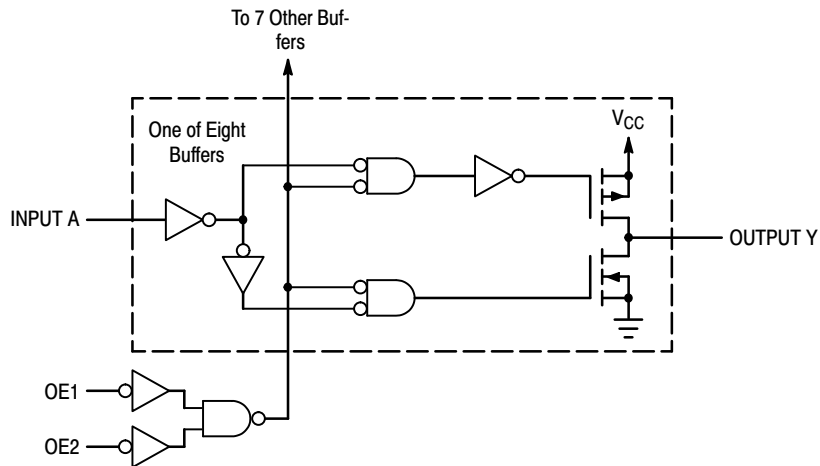 To 7 Other Buf-
fers
One of Eight
Buffers
VCC
INPUT A
OUTPUT Y
OE1
OE2